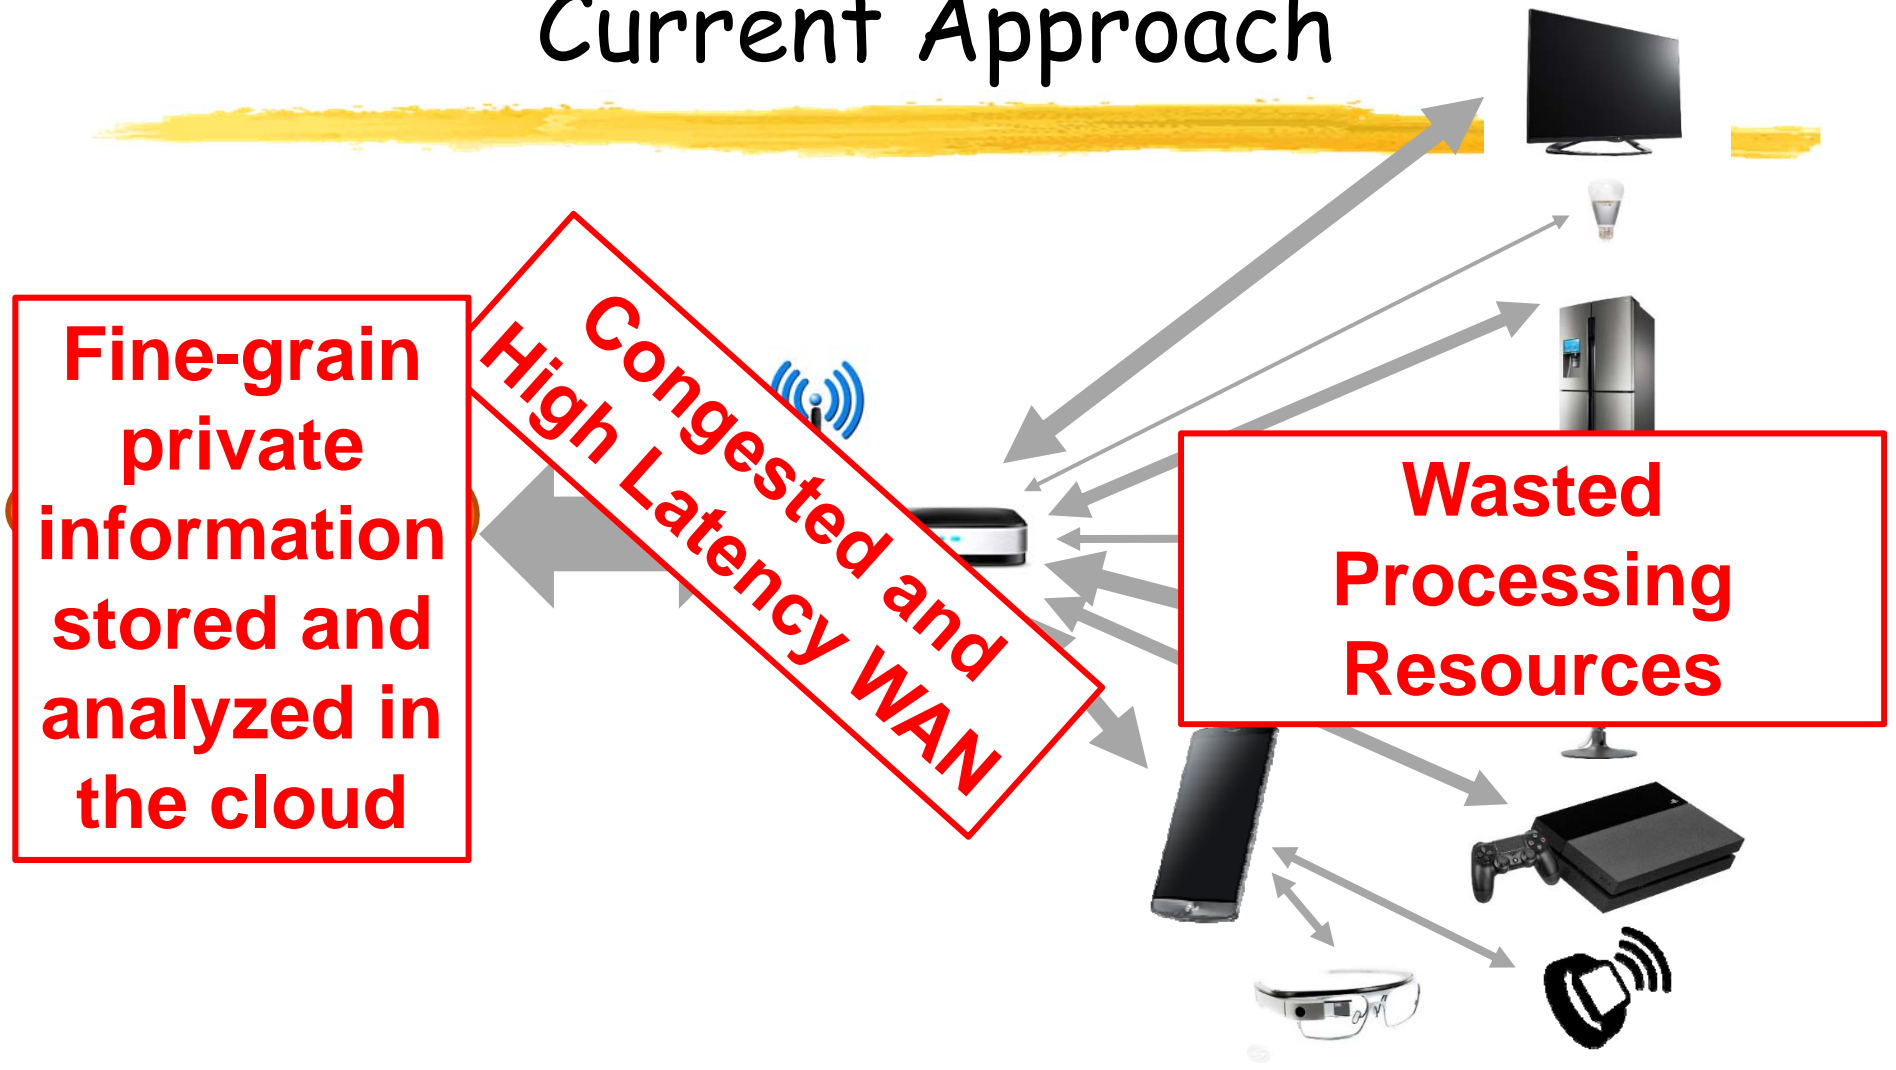 Current Approach
Fine-grain
private
information
stored and
analyzed in
the cloud
Congested and
High Latency WAN
Wasted
Processing
Resources